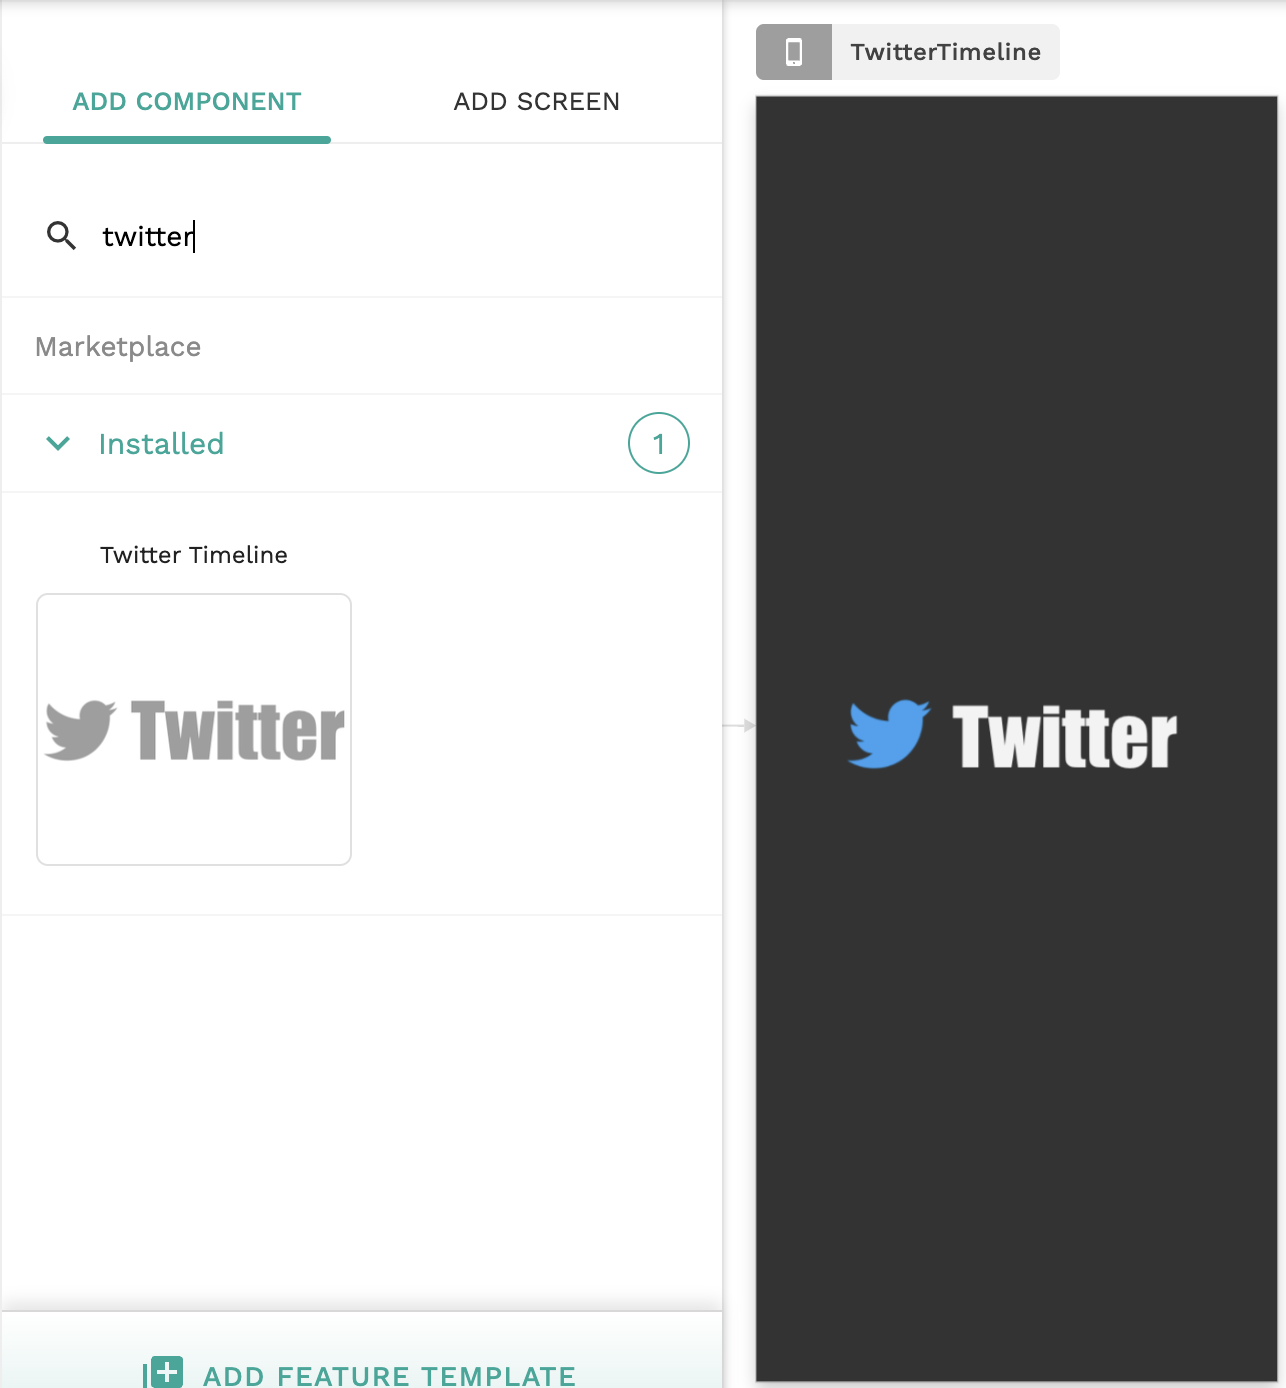 ADD COMPONENT
ADD SCREEN
twitter
Marketplace
Installed
1
Twitter Timeline
Twitter
ADD FEATURE TEMPLATE
TwitterTimeline
Twitter